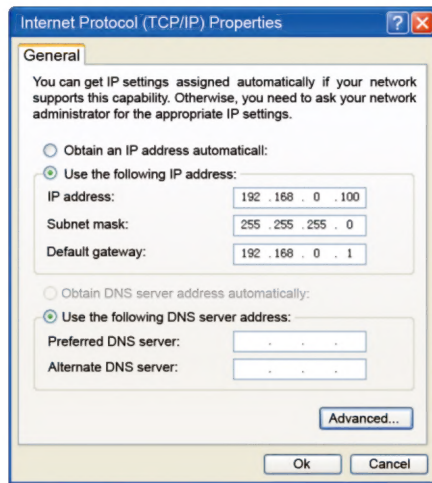 Internet Protocol (TCP/IP) Properties
General
You can get IP settings assigned automatically if your network
supports this capability. Otherwise, you need to ask your network
administrator for the appropriate IP settings.
Obtain an IP address automaticall:
Use the following IP address:
IP address: 192 . 168 . 0 . 100
Subnet mask: 255 . 255 . 255 . 0
Default gateway: 192 . 168 . 0 . 1
Obtain DNS server address automatically:
Use the following DNS server address:
Preferred DNS server: . . .
Alternate DNS server: . . .
Advanced...
Ok Cancel